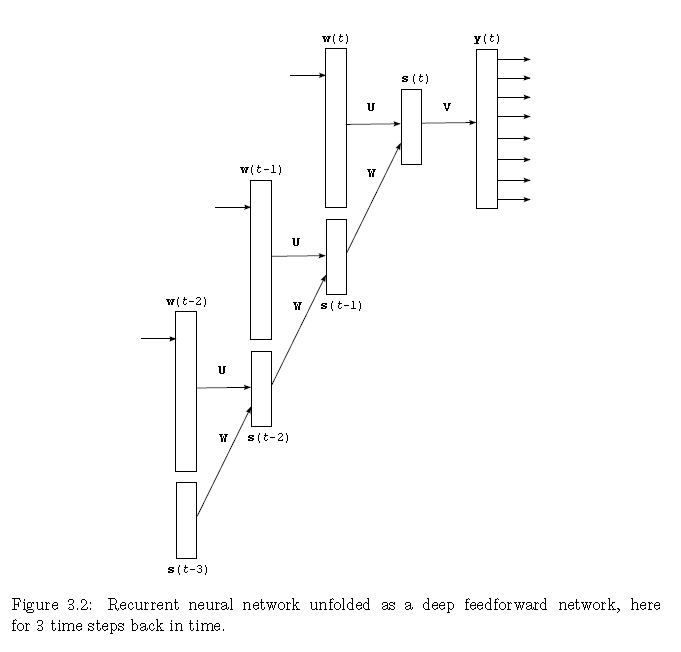 w(t)
y(t)
s(t)
U
V
w(t-1)
W
U
w(t-2)
W
s(t-1)
U
W
s(t-2)
s(t-3)
Figure 3.2: Recurrent neural network unfolded as a deep feedforward network, here
for 3 time steps back in time.